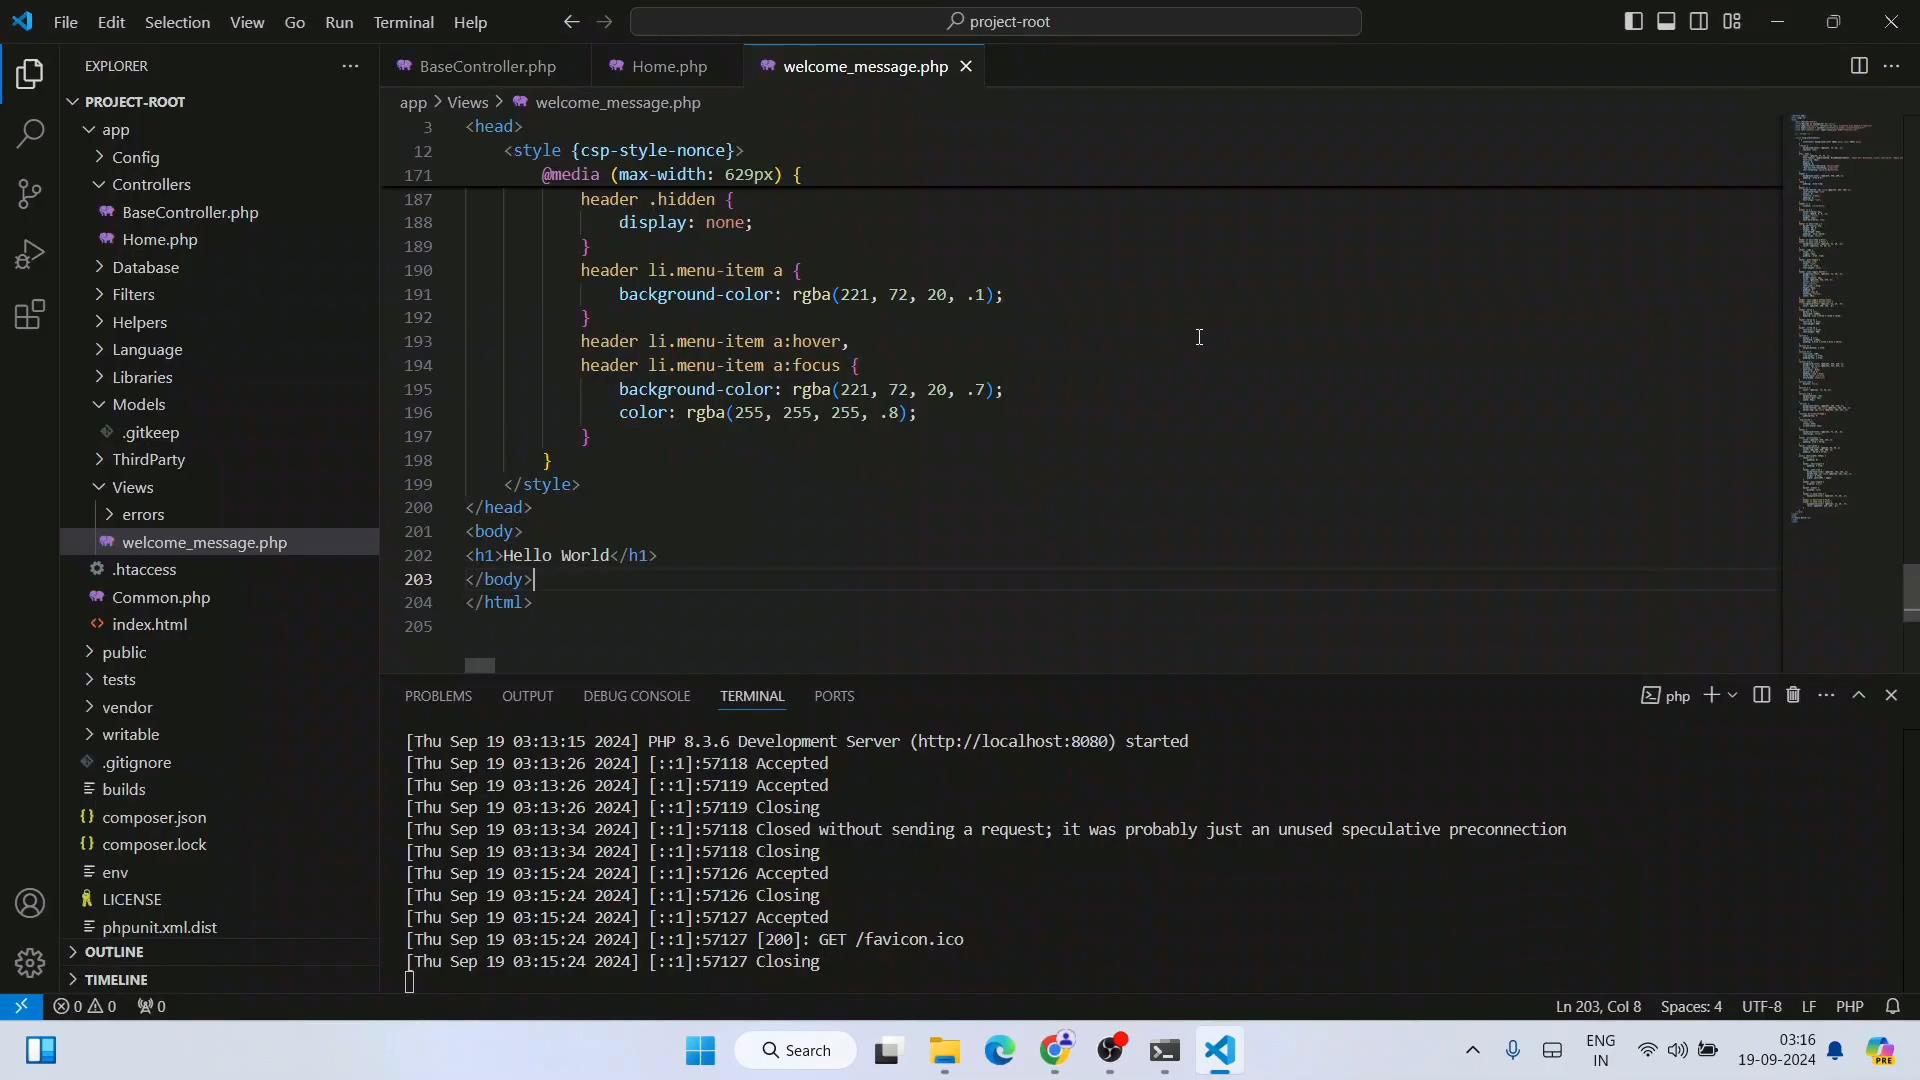 File Edit Selection View Go Run Terminal Help
project-root
EXPLORER
PROJECT-ROOT
app
Config
Controllers
BaseController.php
Home.php
Database
Filters
Helpers
Language
Libraries
Models
.gitkeep
ThirdParty
Views
errors
welcome_message.php
.htaccess
Common.php
index.html
public
tests
vendor
writable
.gitignore
builds
composer.json
composer.lock
env
LICENSE
phpunit.xml.dist
OUTLINE
TIMELINE
BaseController.php Home.php welcome_message.php
app > Views > welcome_message.php
3 <head>
12 <style {csp-style-nonce}>
171 @media (max-width: 629px) {
187 header .hidden {
188 display: none;
189 }
190 header li.menu-item a {
191 background-color: rgba(221, 72, 20, .1);
192 }
193 header li.menu-item a:hover,
194 header li.menu-item a:focus {
195 background-color: rgba(221, 72, 20, .7);
196 color: rgba(255, 255, 255, .8);
197 }
198 }
199 </style>
200 </head>
201 <body>
202 <h1>Hello World</h1>
203 </body>
204 </html>
205
PROBLEMS OUTPUT DEBUG CONSOLE TERMINAL PORTS
php
[Thu Sep 19 03:13:15 2024] PHP 8.3.6 Development Server (http://localhost:8080) started
[Thu Sep 19 03:13:26 2024] [::1]:57118 Accepted
[Thu Sep 19 03:13:26 2024] [::1]:57119 Accepted
[Thu Sep 19 03:13:26 2024] [::1]:57119 Closing
[Thu Sep 19 03:13:34 2024] [::1]:57118 Closed without sending a request; it was probably just an unused speculative preconnection
[Thu Sep 19 03:13:34 2024] [::1]:57118 Closing
[Thu Sep 19 03:15:24 2024] [::1]:57126 Accepted
[Thu Sep 19 03:15:24 2024] [::1]:57126 Closing
[Thu Sep 19 03:15:24 2024] [::1]:57127 Accepted
[Thu Sep 19 03:15:24 2024] [::1]:57127 [200]: GET /favicon.ico
[Thu Sep 19 03:15:24 2024] [::1]:57127 Closing
0 0 0
Ln 203, Col 8 Spaces: 4 UTF-8 LF PHP
Search
ENG
IN
03:16
19-09-2024
PRE